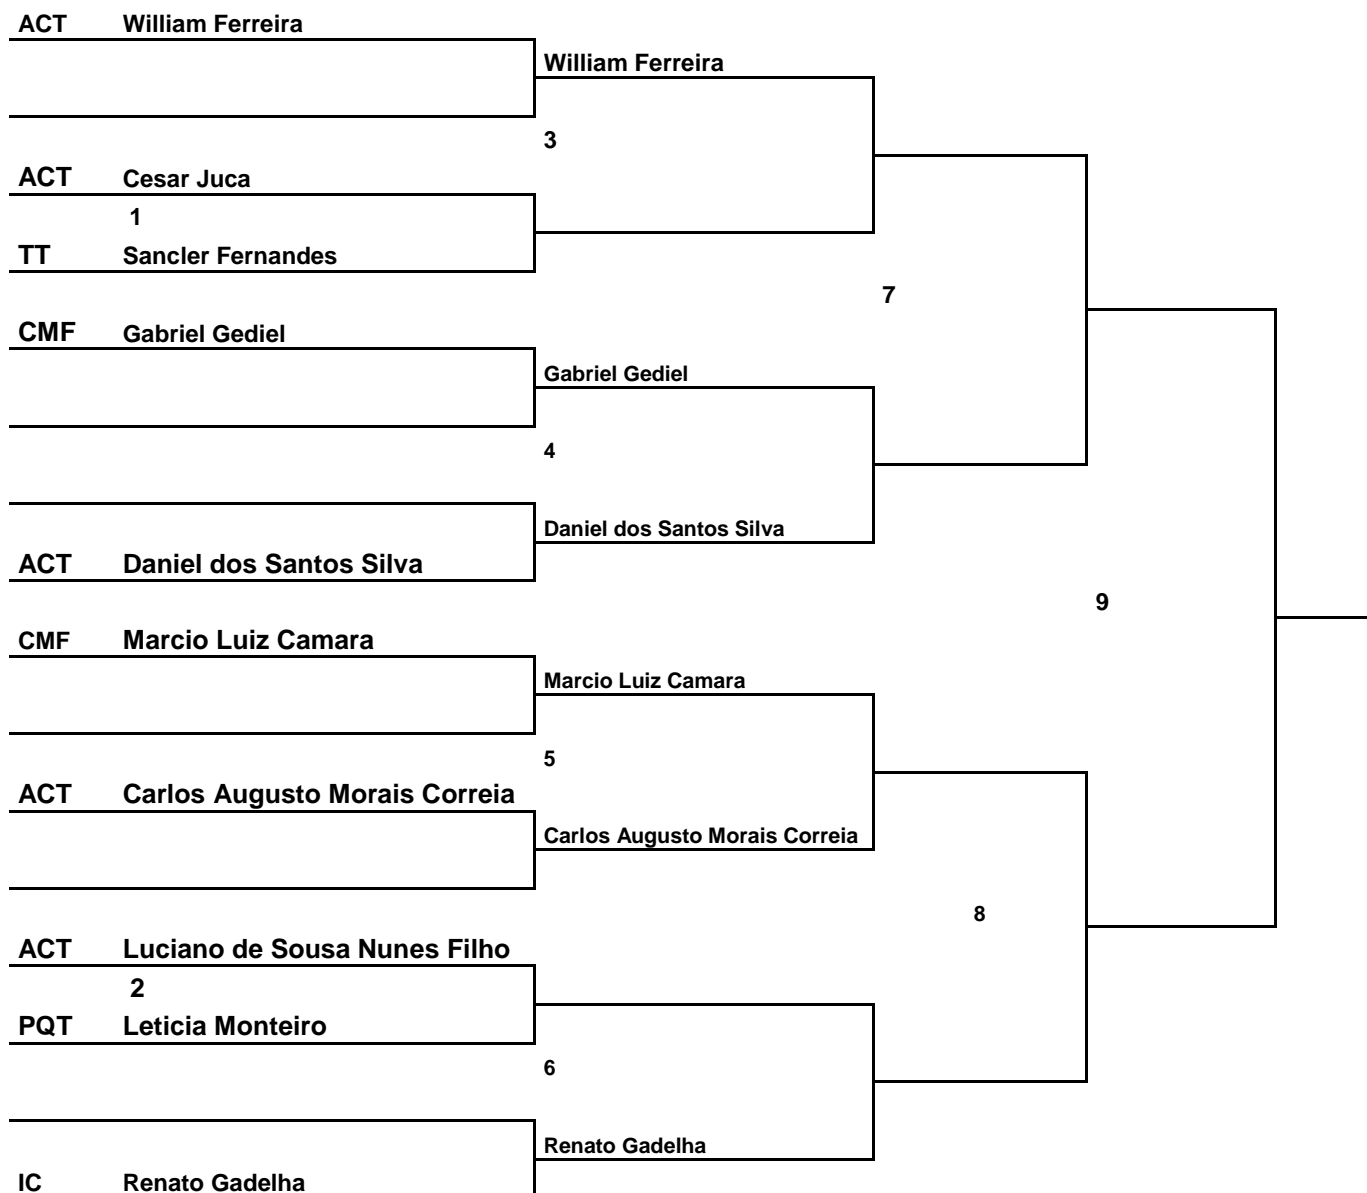 ACT William Ferreira
William Ferreira
3
ACT Cesar Juca
1
TT Sancler Fernandes
7
CMF Gabriel Gediel
Gabriel Gediel
4
Daniel dos Santos Silva
ACT Daniel dos Santos Silva
9
CMF Marcio Luiz Camara
Marcio Luiz Camara
5
ACT Carlos Augusto Morais Correia
Carlos Augusto Morais Correia
8
ACT Luciano de Sousa Nunes Filho
2
PQT Leticia Monteiro
6
Renato Gadelha
IC Renato Gadelha